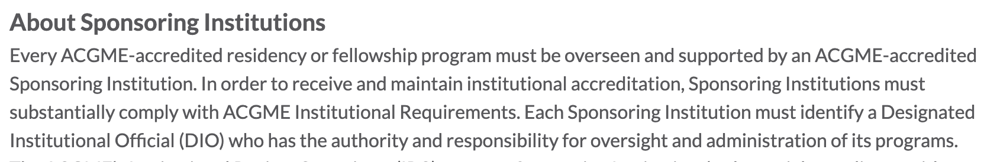 About Sponsoring Institutions
Every ACGME-accredited residency or fellowship program must be overseen and supported by an ACGME-accredited
Sponsoring Institution. In order to receive and maintain institutional accreditation, Sponsoring Institutions must
substantially comply with ACGME Institutional Requirements. Each Sponsoring Institution must identify a Designated
Institutional Official (DIO) who has the authority and responsibility for oversight and administration of its programs.